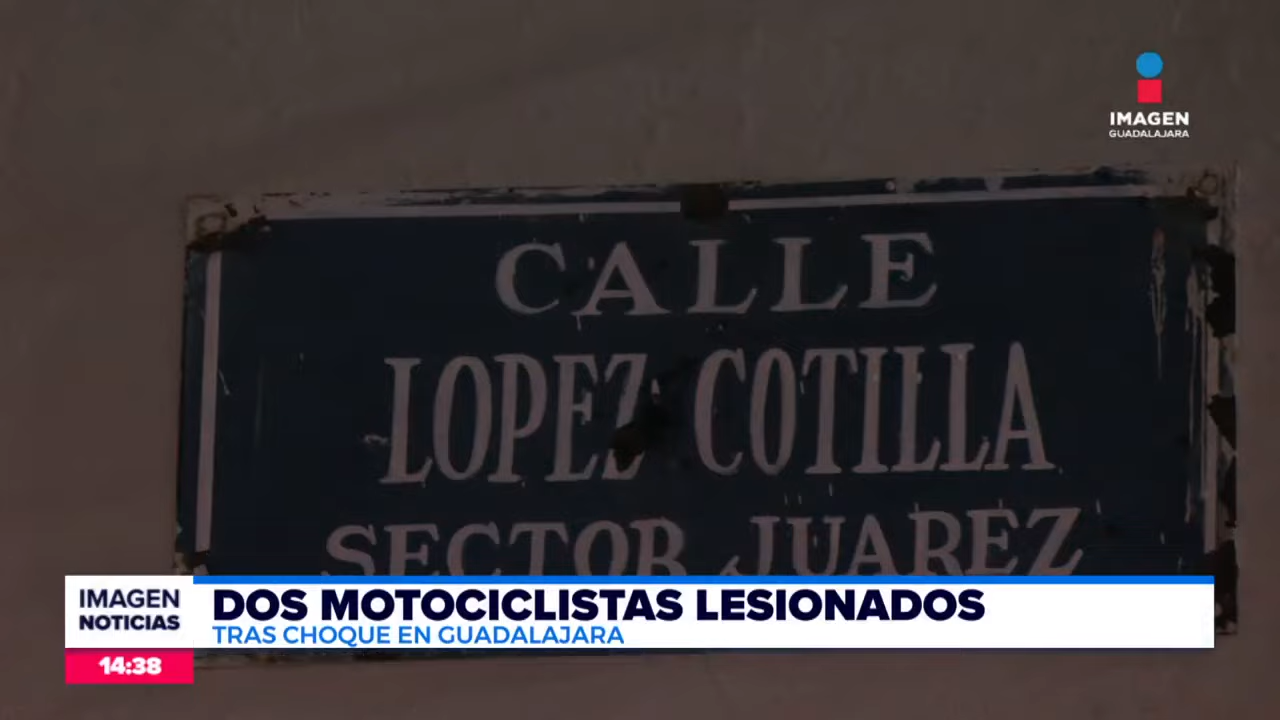 IMAGEN
GUADALAJARA
CALLE
LOPEZ COTILLA
SECTOR JUAREZ
IMAGEN
NOTICIAS
DOS MOTOCICLISTAS LESIONADOS
TRAS CHOQUE EN GUADALAJARA
14:38